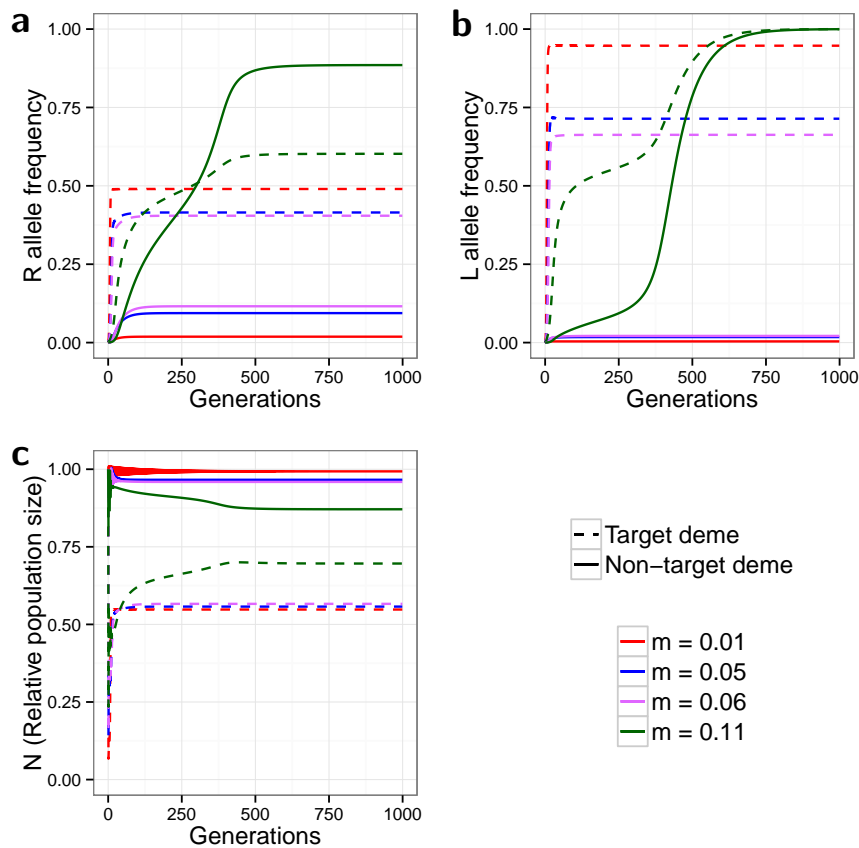 a
1.00
0.75
0.50
0.25
0.00
R allele frequency
0 250 500 750 1000
Generations
b
1.00
0.75
0.50
0.25
0.00
L allele frequency
0 250 500 750 1000
Generations
c
1.00
0.75
0.50
0.25
0.00
N (Relative population size)
0 250 500 750 1000
Generations
Target deme
Non−target deme
m = 0.01
m = 0.05
m = 0.06
m = 0.11